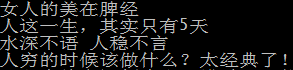 女人的美在脾经
人这一生，其实只有5天
水深不语 人稳不言
人穷的时候该做什么？太经典了！